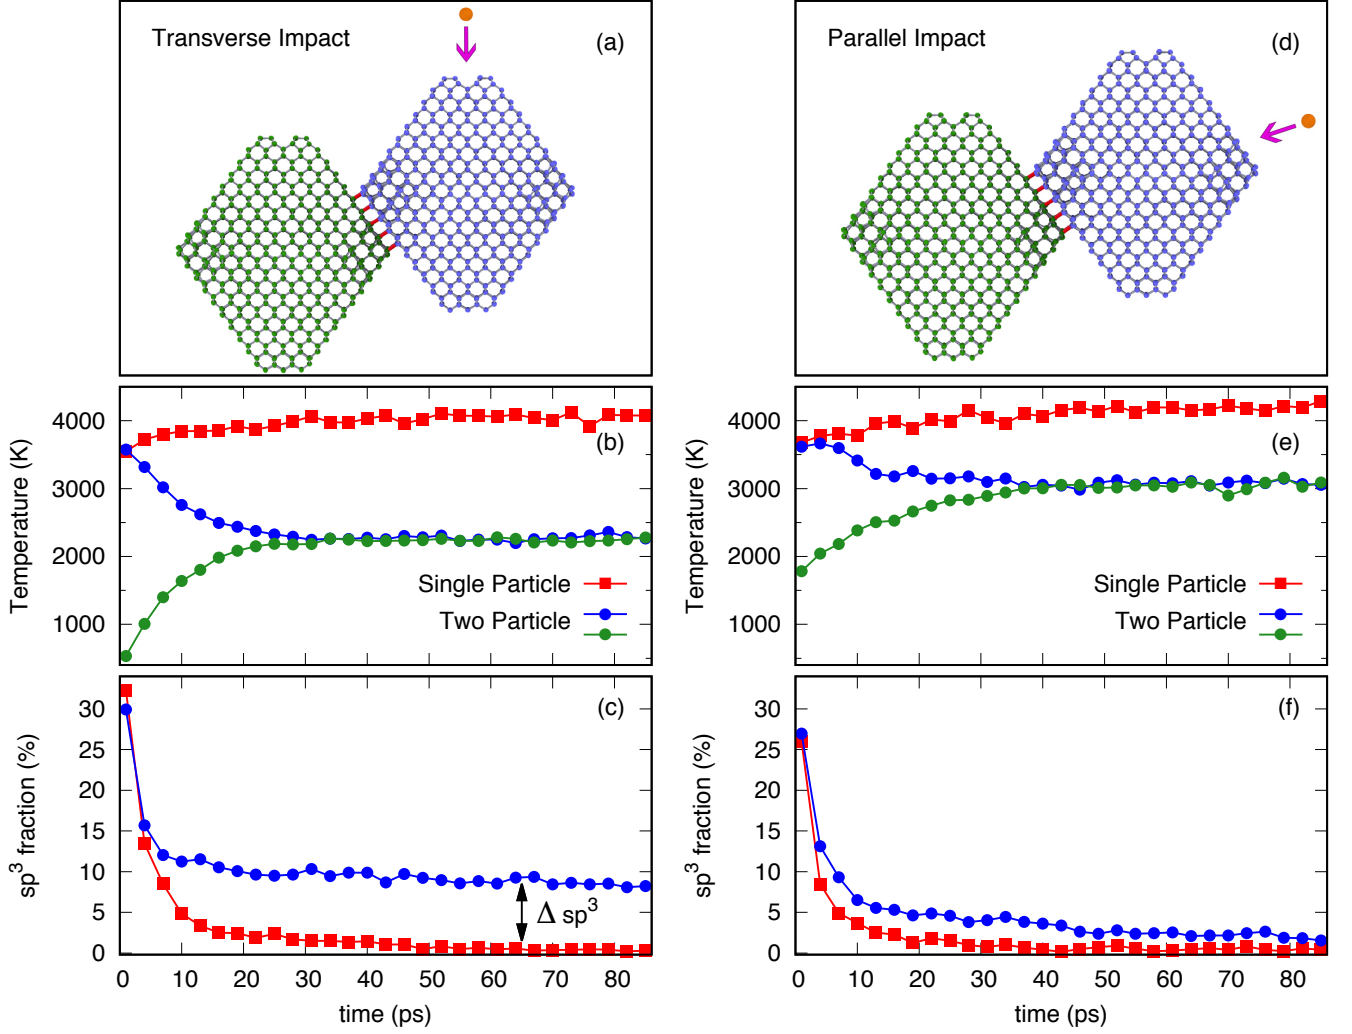 Transverse Impact (a)
Parallel Impact (d)
Temperature (K)
4000
3000
2000
1000
(b)
Single Particle
Two Particle
Temperature (K)
4000
3000
2000
1000
(e)
Single Particle
Two Particle
sp³ fraction (%)
30
25
20
15
10
5
0
(c)
Δ sp³
0 10 20 30 40 50 60 70 80
time (ps)
sp³ fraction (%)
30
25
20
15
10
5
0
(f)
0 10 20 30 40 50 60 70 80
time (ps)